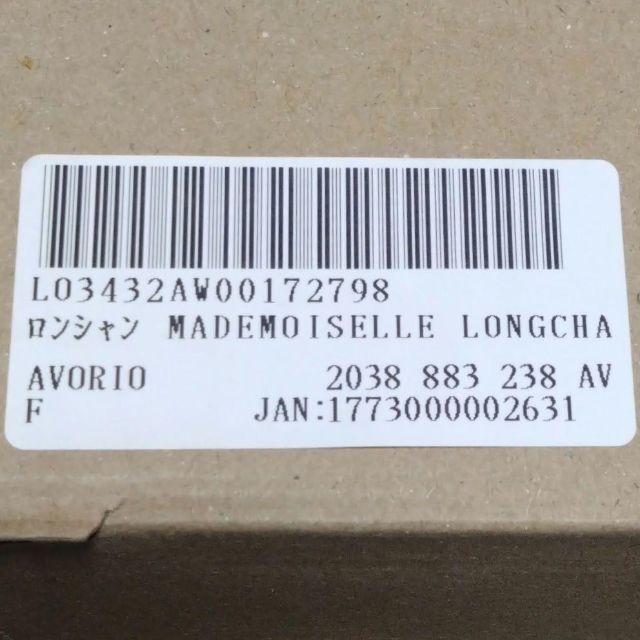 L03432AW00172798
ロンシャン MADEMOISELLE LONGCHA
AVORIO 2038 883 238 AV
F JAN:1773000002631